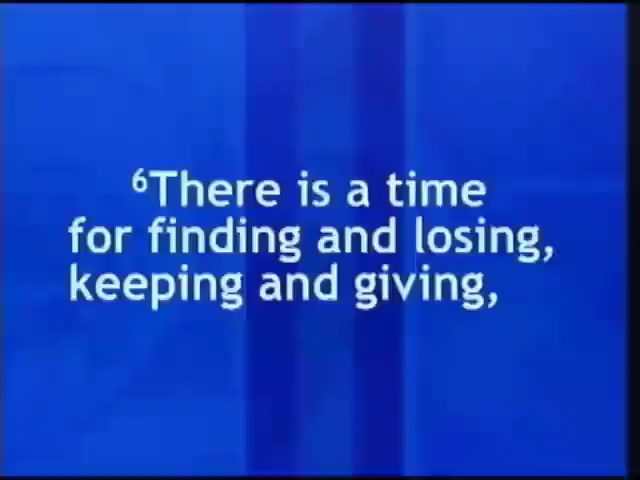 ⁶There is a time
for finding and losing,
keeping and giving,